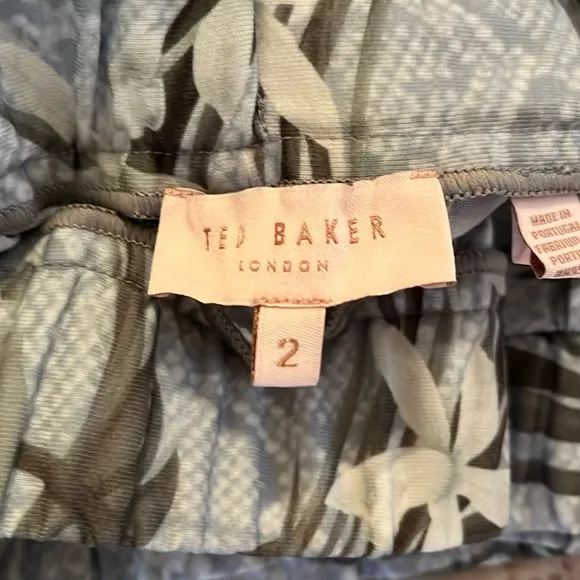 TED BAKER
LONDON
2
MADE IN
PORTUGAL